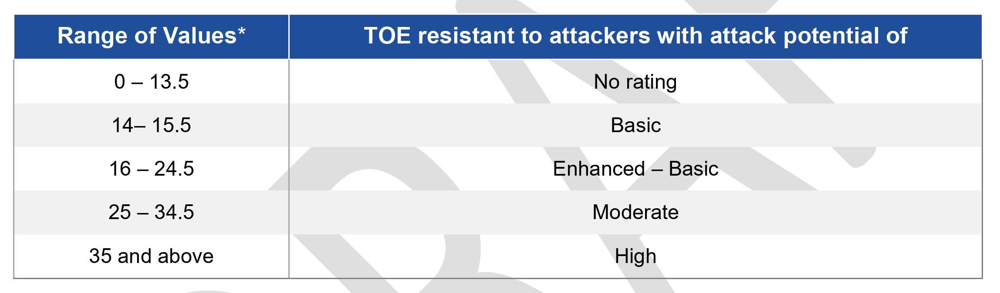 Range of Values* TOE resistant to attackers with attack potential of
0 – 13.5 No rating
14– 15.5 Basic
16 – 24.5 Enhanced – Basic
25 – 34.5 Moderate
35 and above High